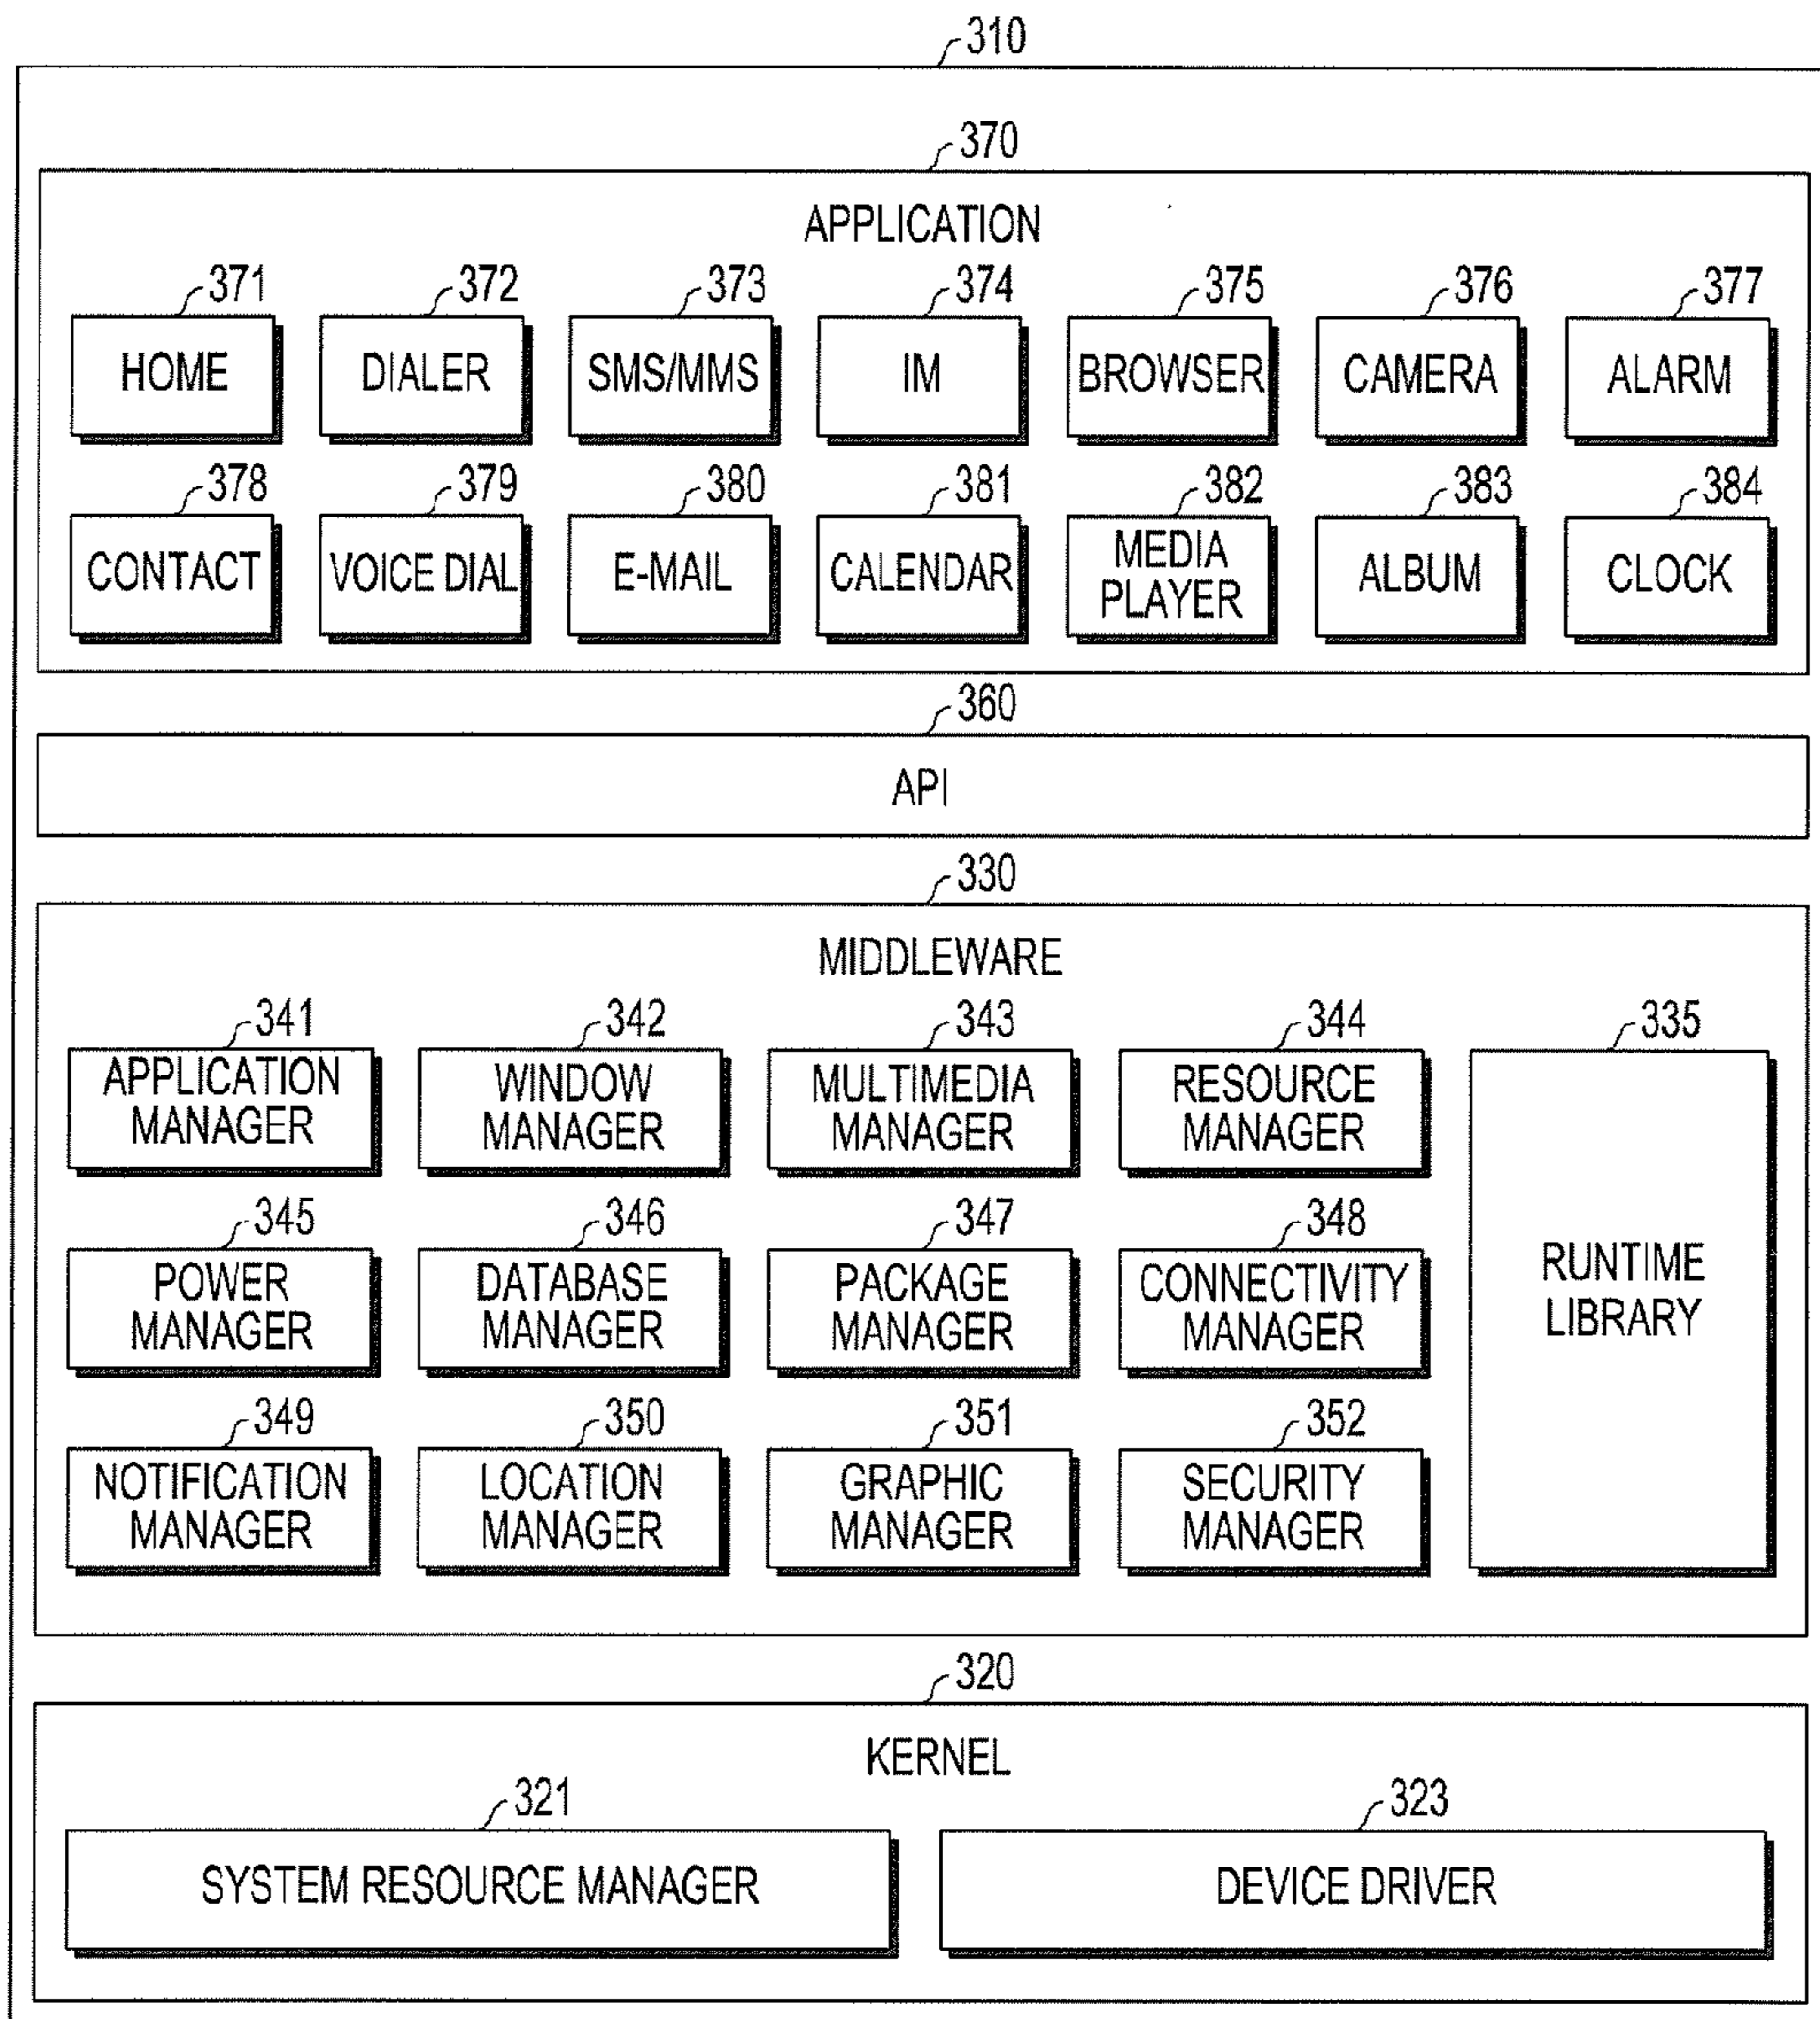 310
370
APPLICATION
371 372 373 374 375 376 377
HOME DIALER SMS/MMS IM BROWSER CAMERA ALARM
378 379 380 381 382 383 384
CONTACT VOICE DIAL E-MAIL CALENDAR MEDIA PLAYER ALBUM CLOCK
360
API
330
MIDDLEWARE
341 342 343 344 335
APPLICATION MANAGER WINDOW MANAGER MULTIMEDIA MANAGER RESOURCE MANAGER
345 346 347 348
POWER MANAGER DATABASE MANAGER PACKAGE MANAGER CONNECTIVITY MANAGER RUNTIME LIBRARY
349 350 351 352
NOTIFICATION MANAGER LOCATION MANAGER GRAPHIC MANAGER SECURITY MANAGER
320
KERNEL
321 323
SYSTEM RESOURCE MANAGER DEVICE DRIVER